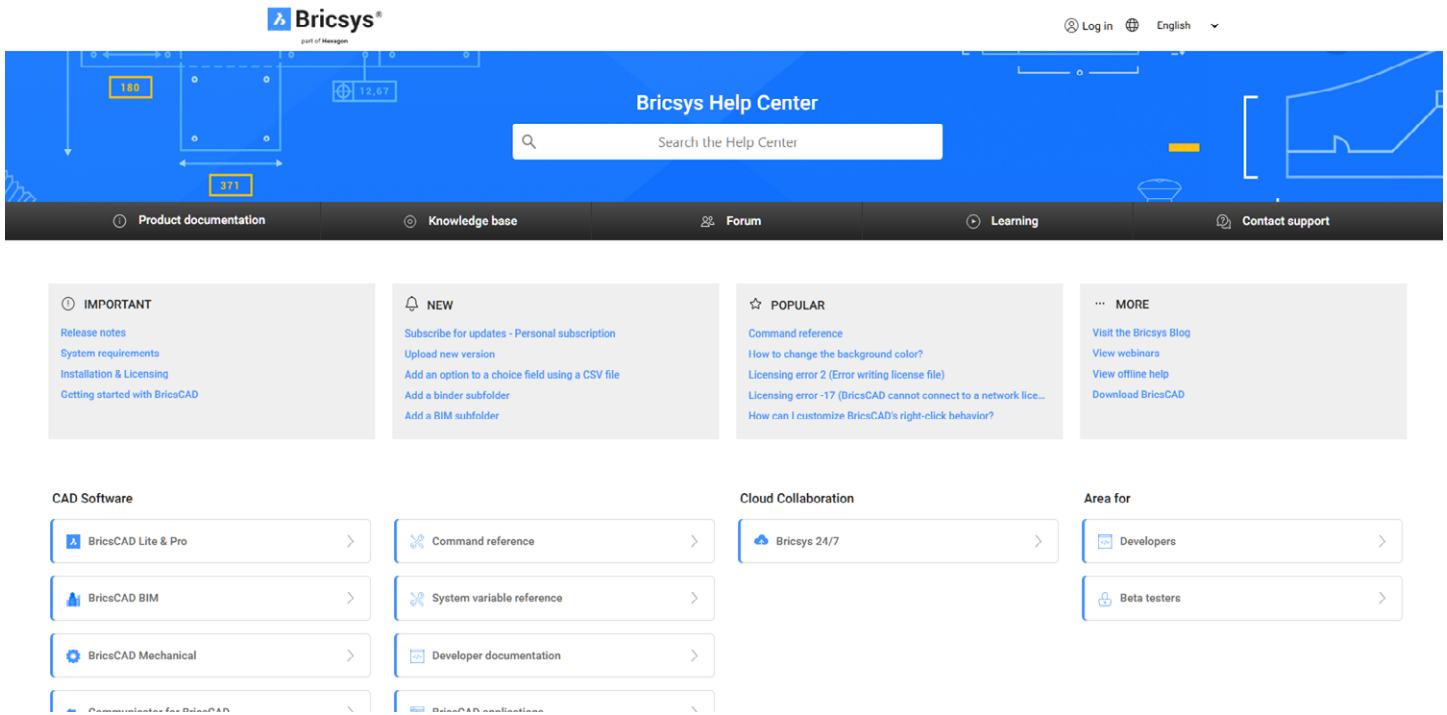 Bricsys®
part of Hexagon
Log in
English
180
12,67
371
Bricsys Help Center
Search the Help Center
Product documentation
Knowledge base
Forum
Learning
Contact support
IMPORTANT
Release notes
System requirements
Installation & Licensing
Getting started with BricsCAD
NEW
Subscribe for updates - Personal subscription
Upload new version
Add an option to a choice field using a CSV file
Add a binder subfolder
Add a BIM subfolder
POPULAR
Command reference
How to change the background color?
Licensing error 2 (Error writing license file)
Licensing error -17 (BricsCAD cannot connect to a network lice...
How can I customize BricsCAD's right-click behavior?
... MORE
Visit the Bricsys Blog
View webinars
View offline help
Download BricsCAD
CAD Software
BricsCAD Lite & Pro
BricsCAD BIM
BricsCAD Mechanical
Communicator for BricsCAD
Command reference
System variable reference
Developer documentation
BricsCAD applications
Cloud Collaboration
Bricsys 24/7
Area for
Developers
Beta testers